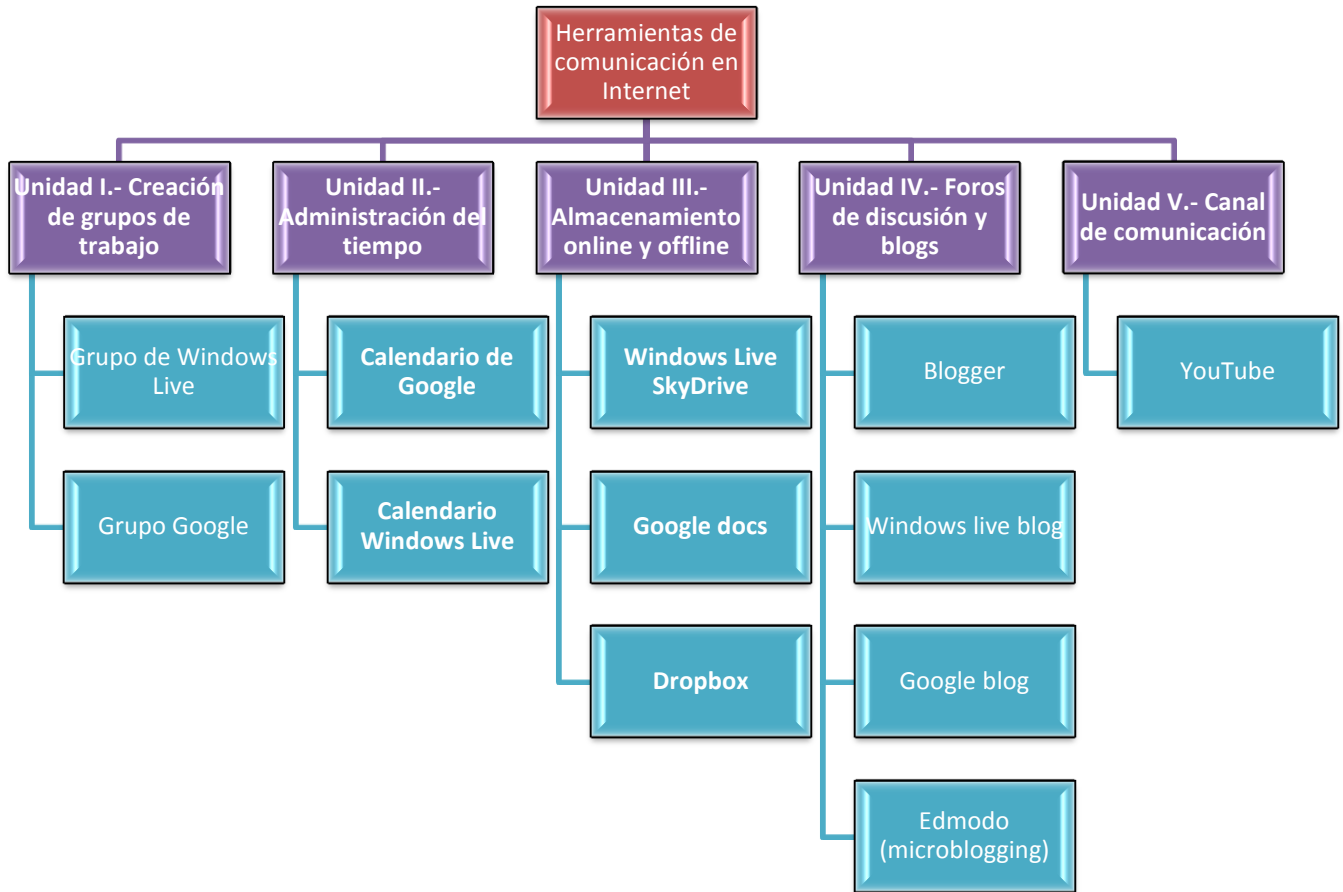 Herramientas de
comunicación en
Internet
Unidad I.- Creación
de grupos de
trabajo
Grupo de Windows
Live
Grupo Google
Unidad II.-
Administración del
tiempo
Calendario de
Google
Calendario
Windows Live
Unidad III.-
Almacenamiento
online y offline
Windows Live
SkyDrive
Google docs
Dropbox
Unidad IV.- Foros
de discusión y
blogs
Blogger
Windows live blog
Google blog
Edmodo
(microblogging)
Unidad V.- Canal
de comunicación
YouTube